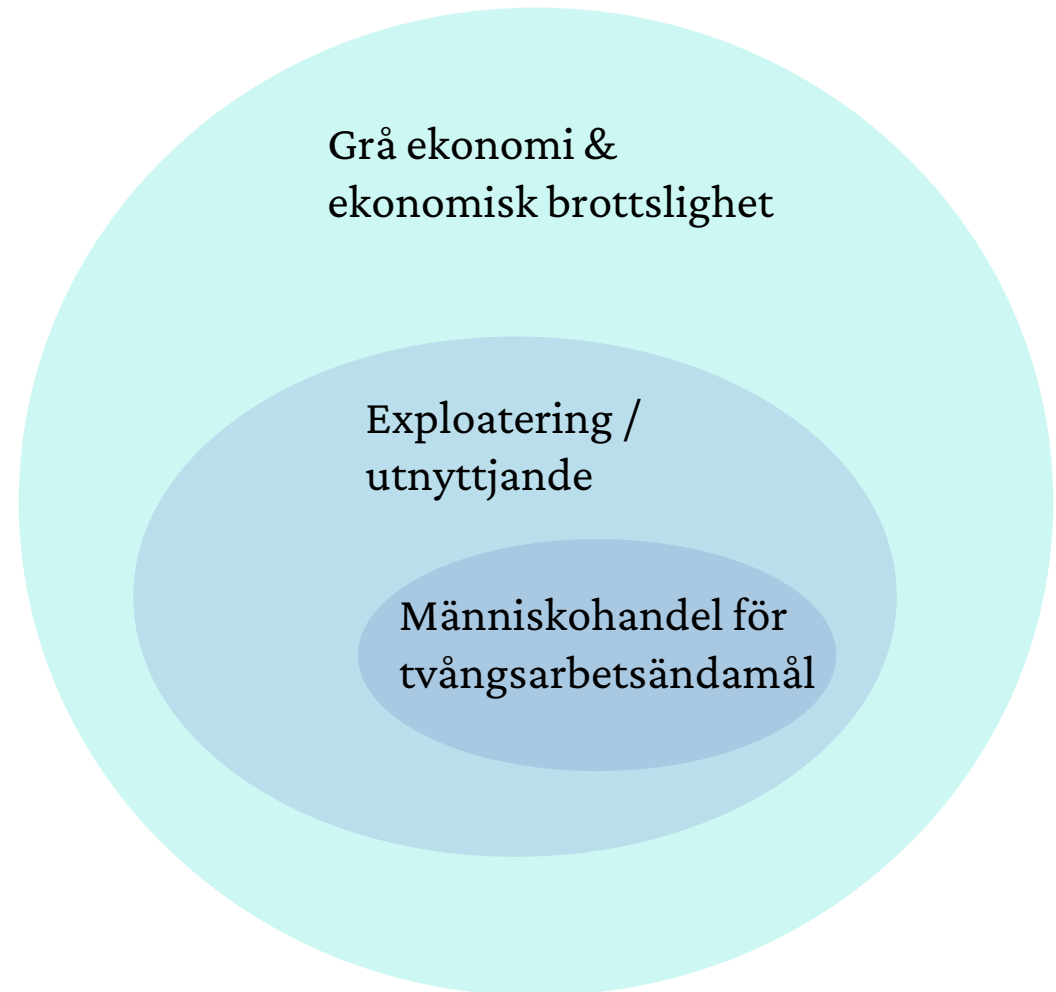 Grå ekonomi &
ekonomisk brottslighet
Exploatering /
utnyttjande
Människohandel för
tvångsarbetsändamål